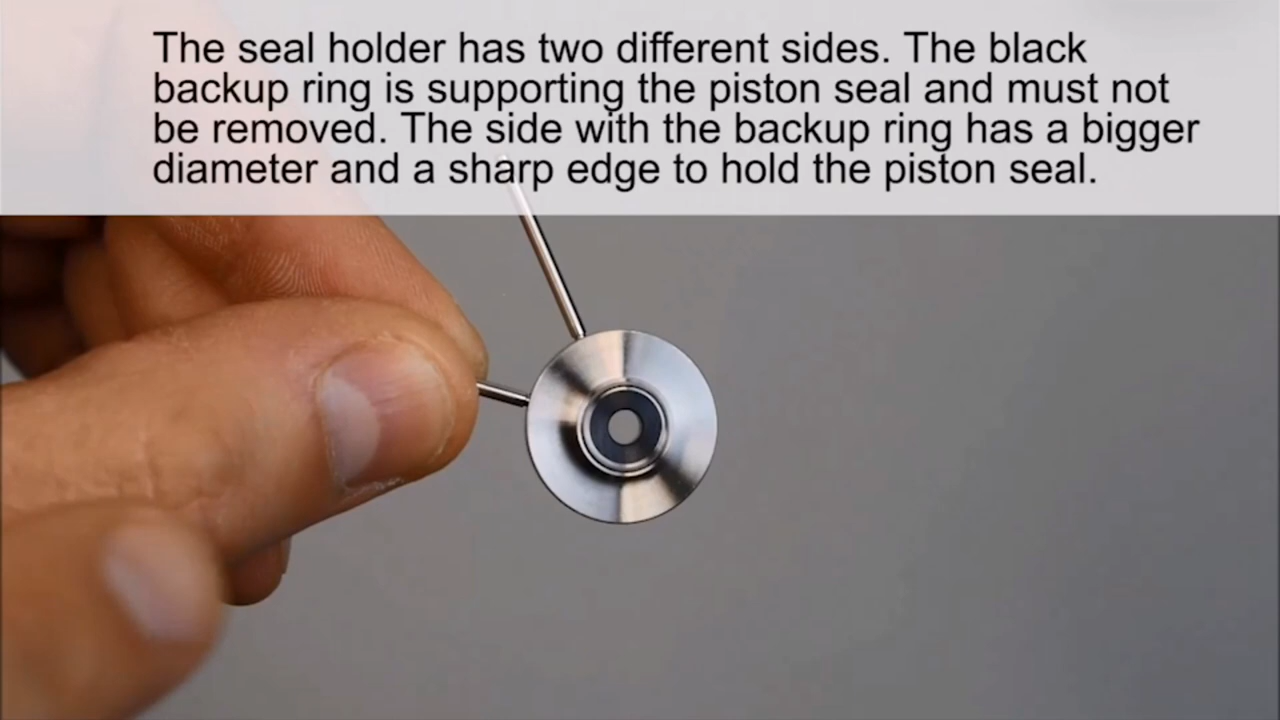 The seal holder has two different sides. The black
backup ring is supporting the piston seal and must not
be removed. The side with the backup ring has a bigger
diameter and a sharp edge to hold the piston seal.